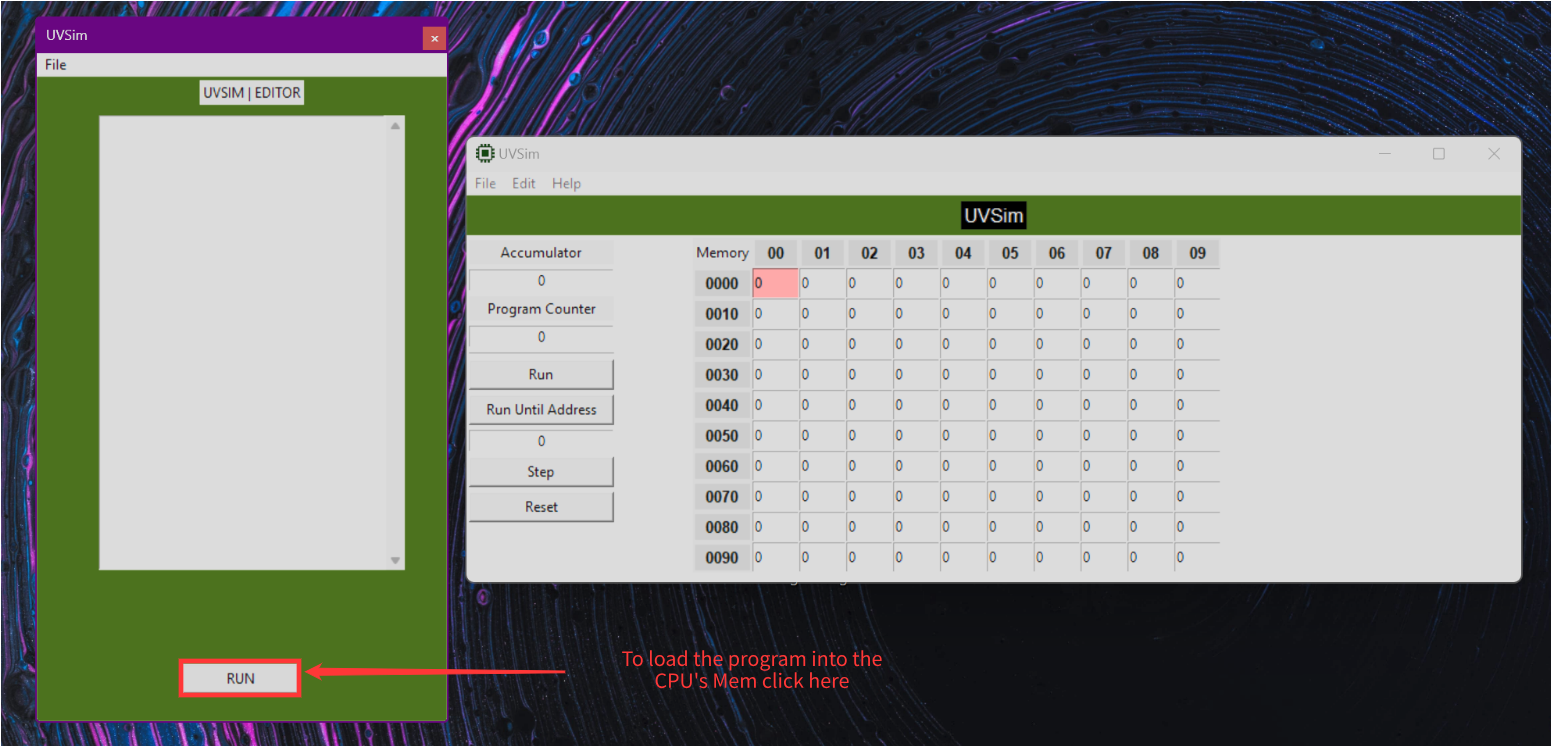 UVSim
File
UVSIM | EDITOR
RUN
To load the program into the
CPU's Mem click here
UVSim
File Edit Help
UVSim
Accumulator
0
Program Counter
0
Run
Run Until Address
0
Step
Reset
Memory 00 01 02 03 04 05 06 07 08 09
0000 0 0 0 0 0 0 0 0 0 0
0010 0 0 0 0 0 0 0 0 0 0
0020 0 0 0 0 0 0 0 0 0 0
0030 0 0 0 0 0 0 0 0 0 0
0040 0 0 0 0 0 0 0 0 0 0
0050 0 0 0 0 0 0 0 0 0 0
0060 0 0 0 0 0 0 0 0 0 0
0070 0 0 0 0 0 0 0 0 0 0
0080 0 0 0 0 0 0 0 0 0 0
0090 0 0 0 0 0 0 0 0 0 0